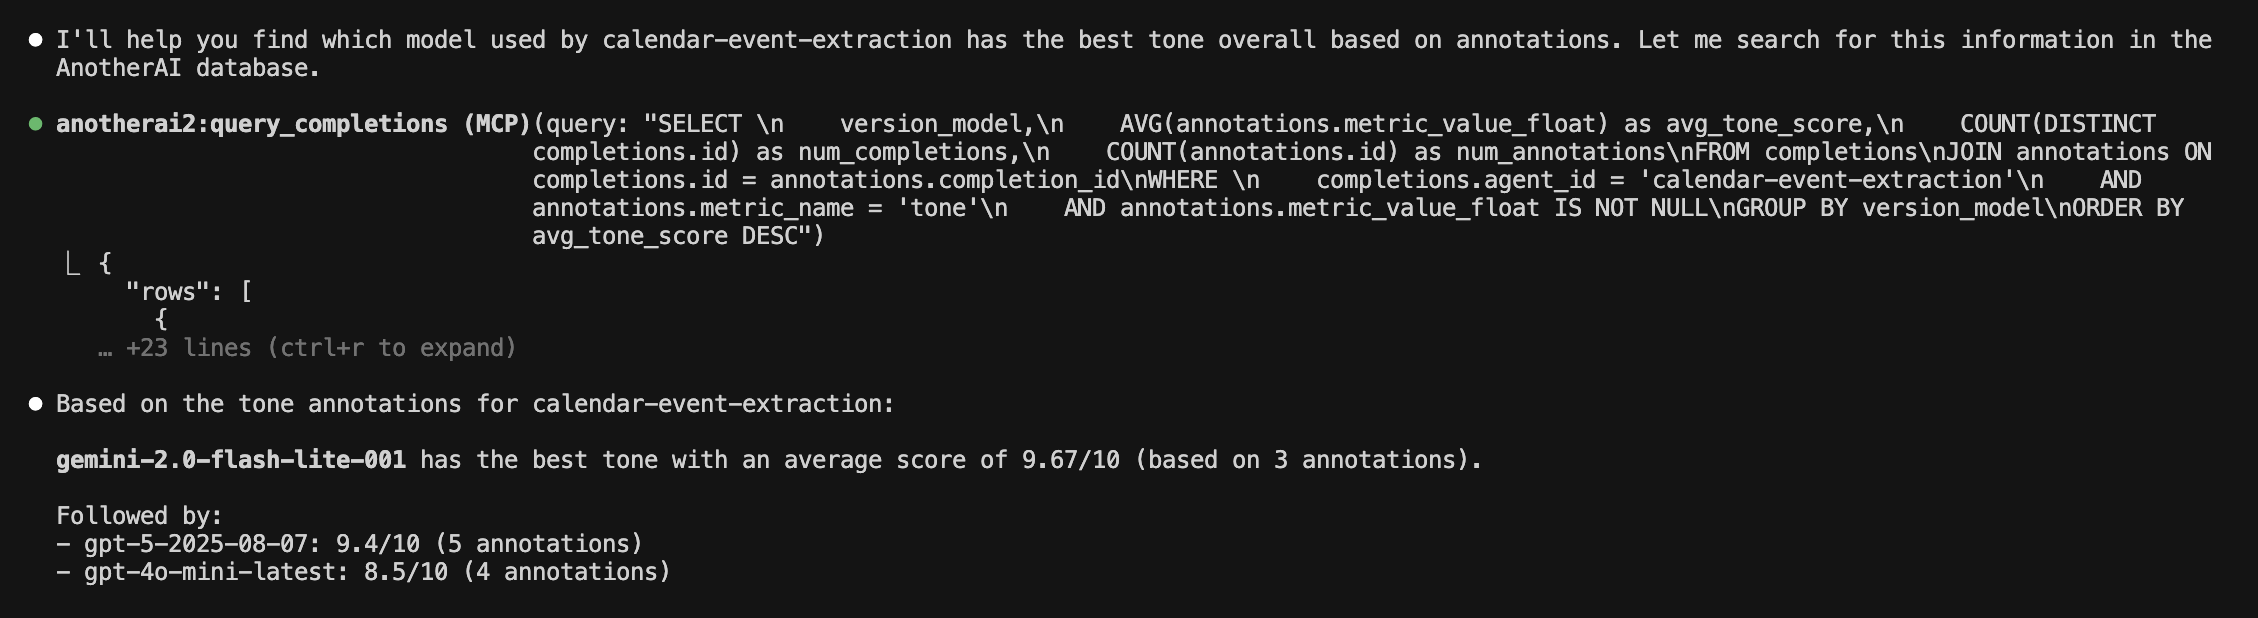 ● I'll help you find which model used by calendar-event-extraction has the best tone overall based on annotations. Let me search for this information in the
AnotherAI database.
● anotherai2:query_completions (MCP)(query: "SELECT \n    version_model,\n    AVG(annotations.metric_value_float) as avg_tone_score,\n    COUNT(DISTINCT
completions.id) as num_completions,\n    COUNT(annotations.id) as num_annotations\nFROM completions\nJOIN annotations ON
completions.id = annotations.completion_id\nWHERE \n    completions.agent_id = 'calendar-event-extraction'\n    AND
annotations.metric_name = 'tone'\n    AND annotations.metric_value_float IS NOT NULL\nGROUP BY version_model\nORDER BY
avg_tone_score DESC")
⎿ {
"rows": [
{
… +23 lines (ctrl+r to expand)
● Based on the tone annotations for calendar-event-extraction:
gemini-2.0-flash-lite-001 has the best tone with an average score of 9.67/10 (based on 3 annotations).
Followed by:
- gpt-5-2025-08-07: 9.4/10 (5 annotations)
- gpt-4o-mini-latest: 8.5/10 (4 annotations)